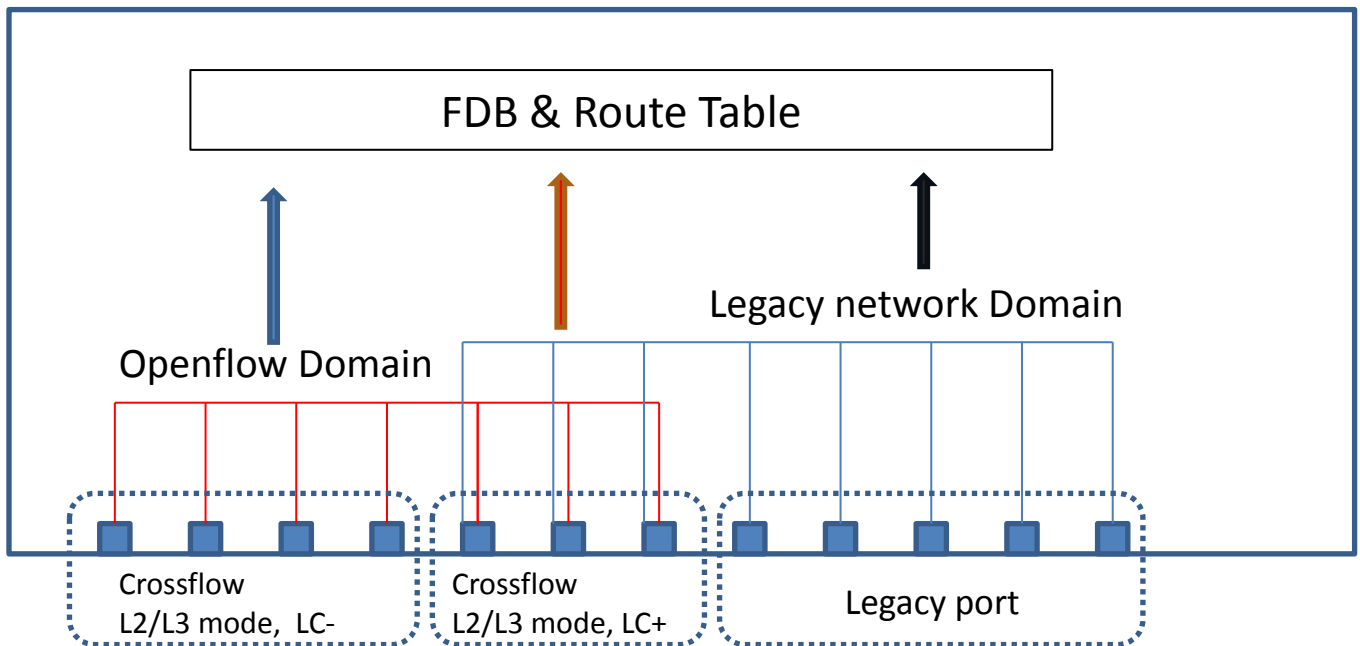 FDB & Route Table
Legacy network Domain
Openflow Domain
Crossflow
L2/L3 mode, LC-
Crossflow
L2/L3 mode, LC+
Legacy port